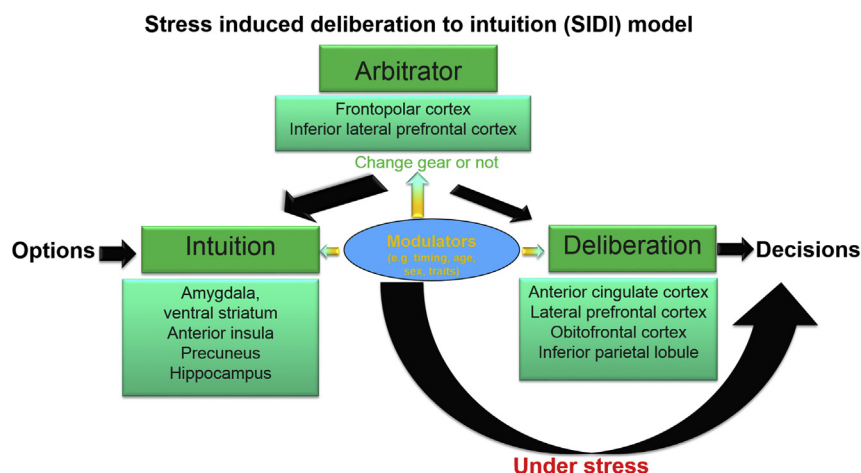 Stress induced deliberation to intuition (SIDI) model
Arbitrator
Frontopolar cortex
Inferior lateral prefrontal cortex
Change gear or not
Options
Intuition
Modulators
(e.g. timing, age,
sex, traits)
Deliberation
Decisions
Amygdala,
ventral striatum
Anterior insula
Precuneus
Hippocampus
Anterior cingulate cortex
Lateral prefrontal cortex
Obitofrontal cortex
Inferior parietal lobule
Under stress